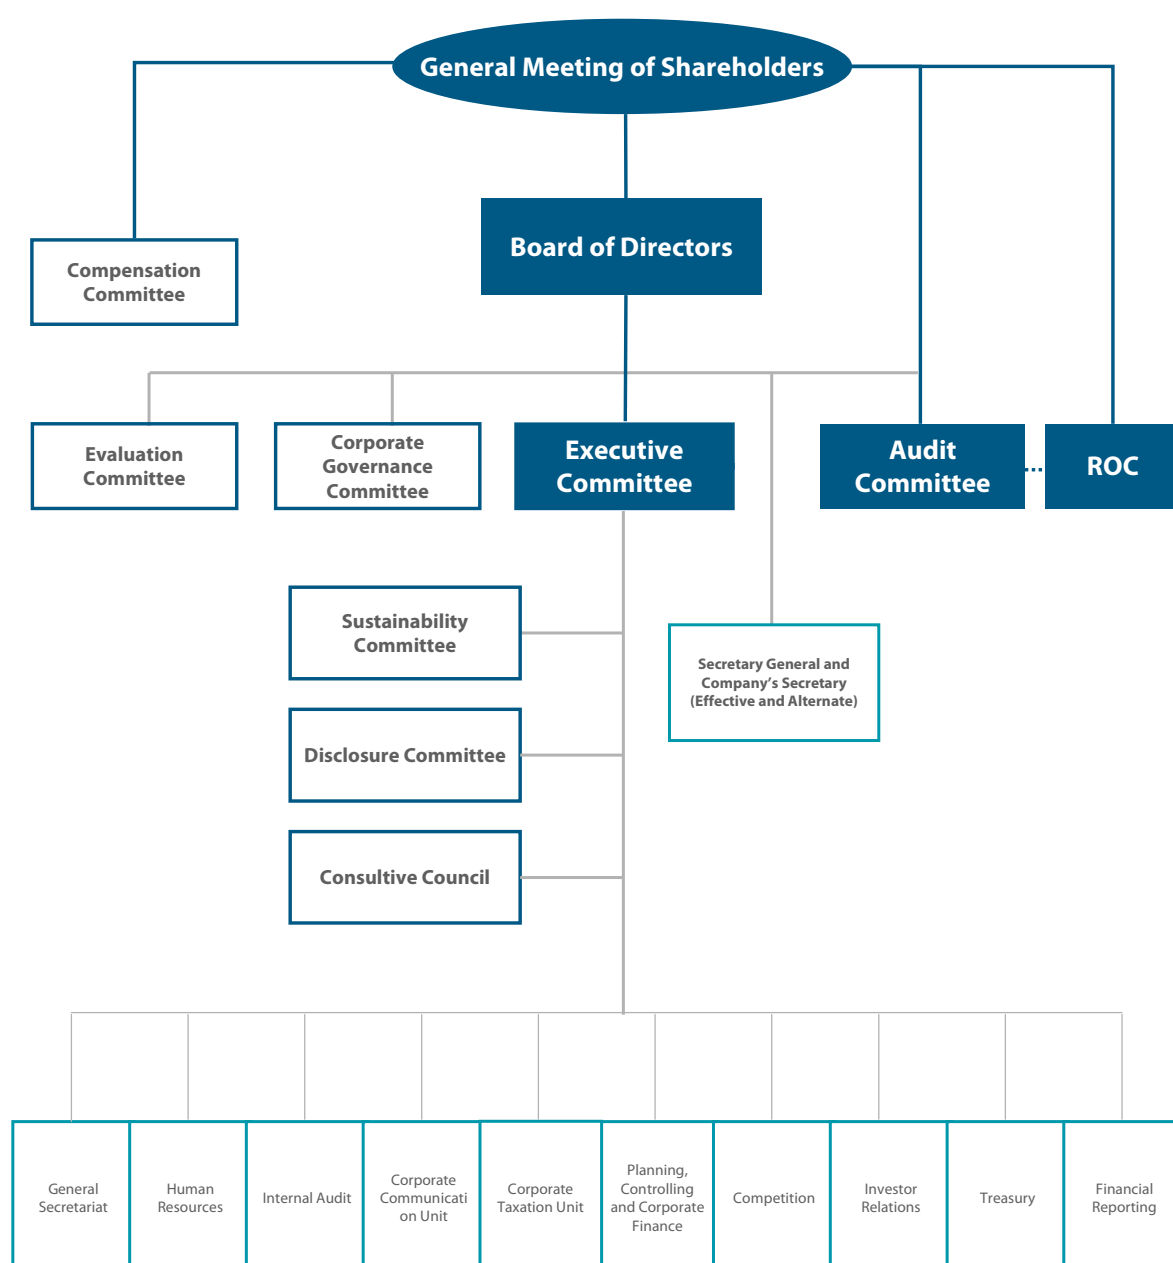 General Meeting of Shareholders
Board of Directors
Compensation
Committee
Evaluation
Committee
Corporate
Governance
Committee
Executive
Committee
Audit
Committee
ROC
Sustainability
Committee
Secretary General and
Company’s Secretary
(Effective and Alternate)
Disclosure Committee
Consultive Council
General
Secretariat
Human
Resources
Internal Audit
Corporate
Communicati
on Unit
Corporate
Taxation Unit
Planning,
Controlling
and Corporate
Finance
Competition
Investor
Relations
Treasury
Financial
Reporting